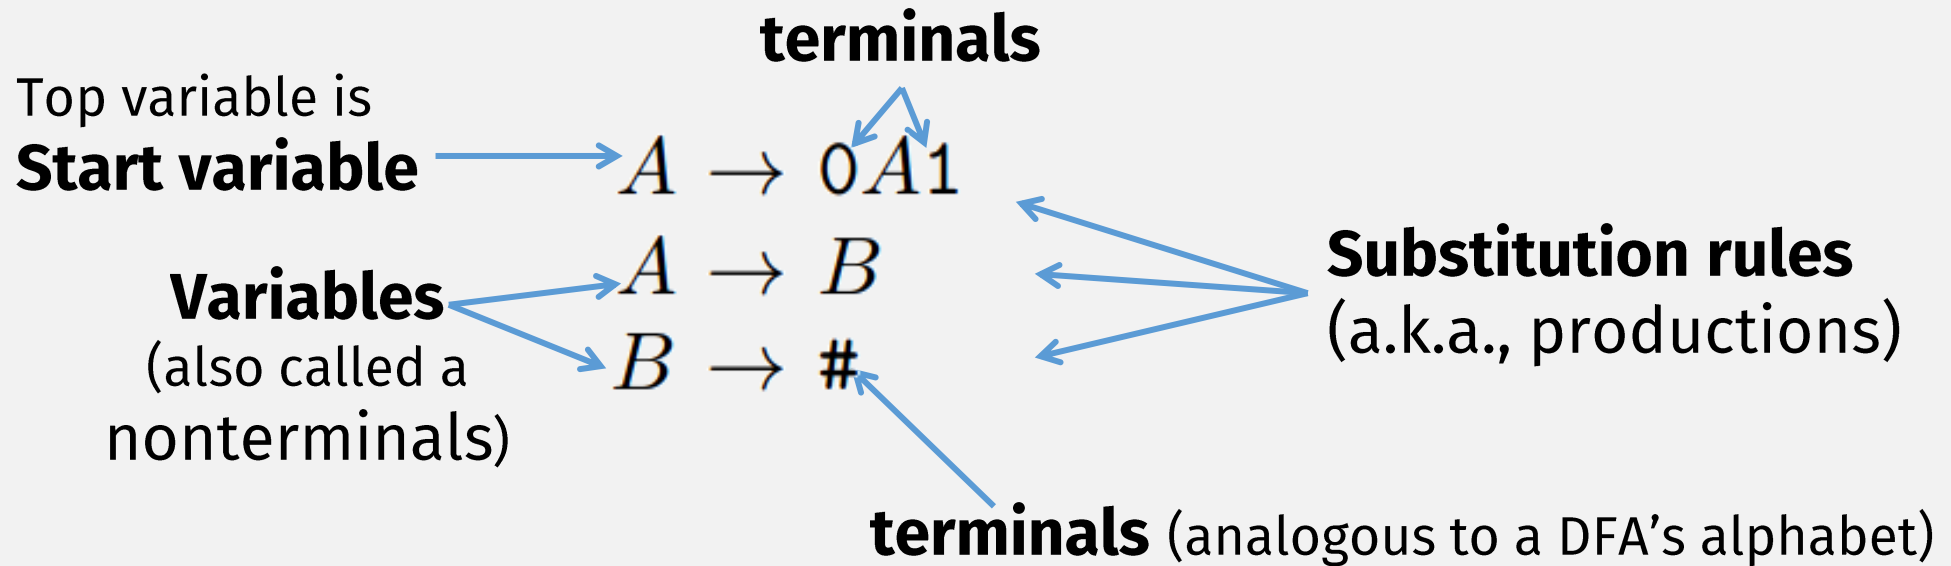 terminals
Top variable is
Start variable
A → 0A1
A → B
B → #
Variables
(also called a
nonterminals)
Substitution rules
(a.k.a., productions)
terminals (analogous to a DFA’s alphabet)